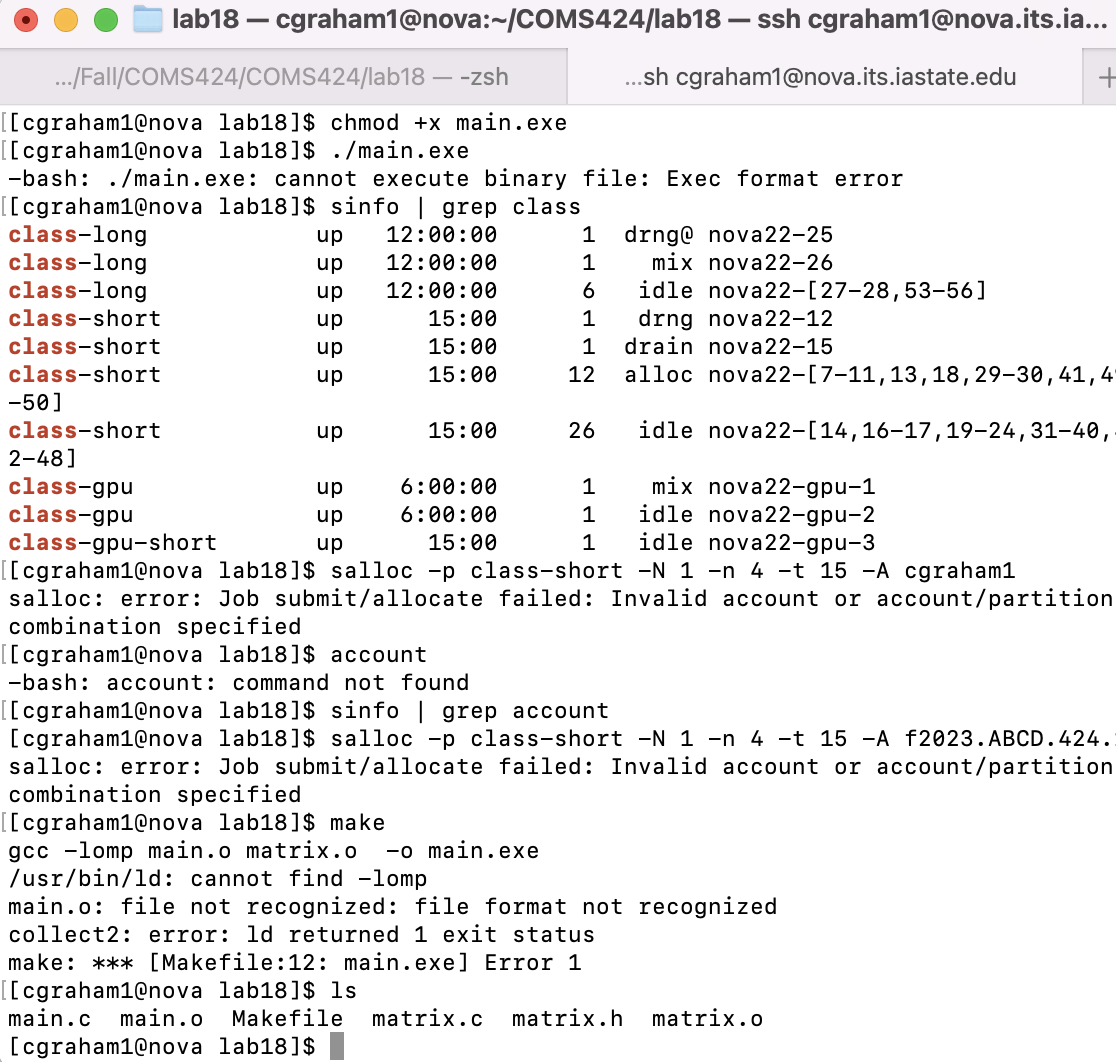 lab18 — cgraham1@nova:~/COMS424/lab18 — ssh cgraham1@nova.its.ia...
.../Fall/COMS424/COMS424/lab18 — -zsh
...sh cgraham1@nova.its.iastate.edu
+
[[cgraham1@nova lab18]$ chmod +x main.exe
[[cgraham1@nova lab18]$ ./main.exe
-bash: ./main.exe: cannot execute binary file: Exec format error
[[cgraham1@nova lab18]$ sinfo | grep class
class-long            up   12:00:00      1  drng@ nova22-25
class-long            up   12:00:00      1    mix nova22-26
class-long            up   12:00:00      6   idle nova22-[27-28,53-56]
class-short           up      15:00      1   drng nova22-12
class-short           up      15:00      1  drain nova22-15
class-short           up      15:00     12  alloc nova22-[7-11,13,18,29-30,41,
-50]
class-short           up      15:00     26   idle nova22-[14,16-17,19-24,31-40,
2-48]
class-gpu             up    6:00:00      1    mix nova22-gpu-1
class-gpu             up    6:00:00      1   idle nova22-gpu-2
class-gpu-short       up      15:00      1   idle nova22-gpu-3
[[cgraham1@nova lab18]$ salloc -p class-short -N 1 -n 4 -t 15 -A cgraham1
salloc: error: Job submit/allocate failed: Invalid account or account/partition
combination specified
[[cgraham1@nova lab18]$ account
-bash: account: command not found
[[cgraham1@nova lab18]$ sinfo | grep account
[cgraham1@nova lab18]$ salloc -p class-short -N 1 -n 4 -t 15 -A f2023.ABCD.424.
salloc: error: Job submit/allocate failed: Invalid account or account/partition
combination specified
[[cgraham1@nova lab18]$ make
gcc -lomp main.o matrix.o  -o main.exe
/usr/bin/ld: cannot find -lomp
main.o: file not recognized: file format not recognized
collect2: error: ld returned 1 exit status
make: *** [Makefile:12: main.exe] Error 1
[[cgraham1@nova lab18]$ ls
main.c  main.o  Makefile  matrix.c  matrix.h  matrix.o
[cgraham1@nova lab18]$